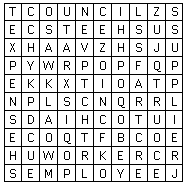 T C O U N C I L Z S
E C S T E E H S U S
X H A A V Z H S J U
P Y W R P O P F Q P
E K K X T I O A T P
N P L S C N Q R R L
S D A I H C O T U I
E C O Q T F B C O E
H U W O R K E R C R
S E M P L O Y E E J